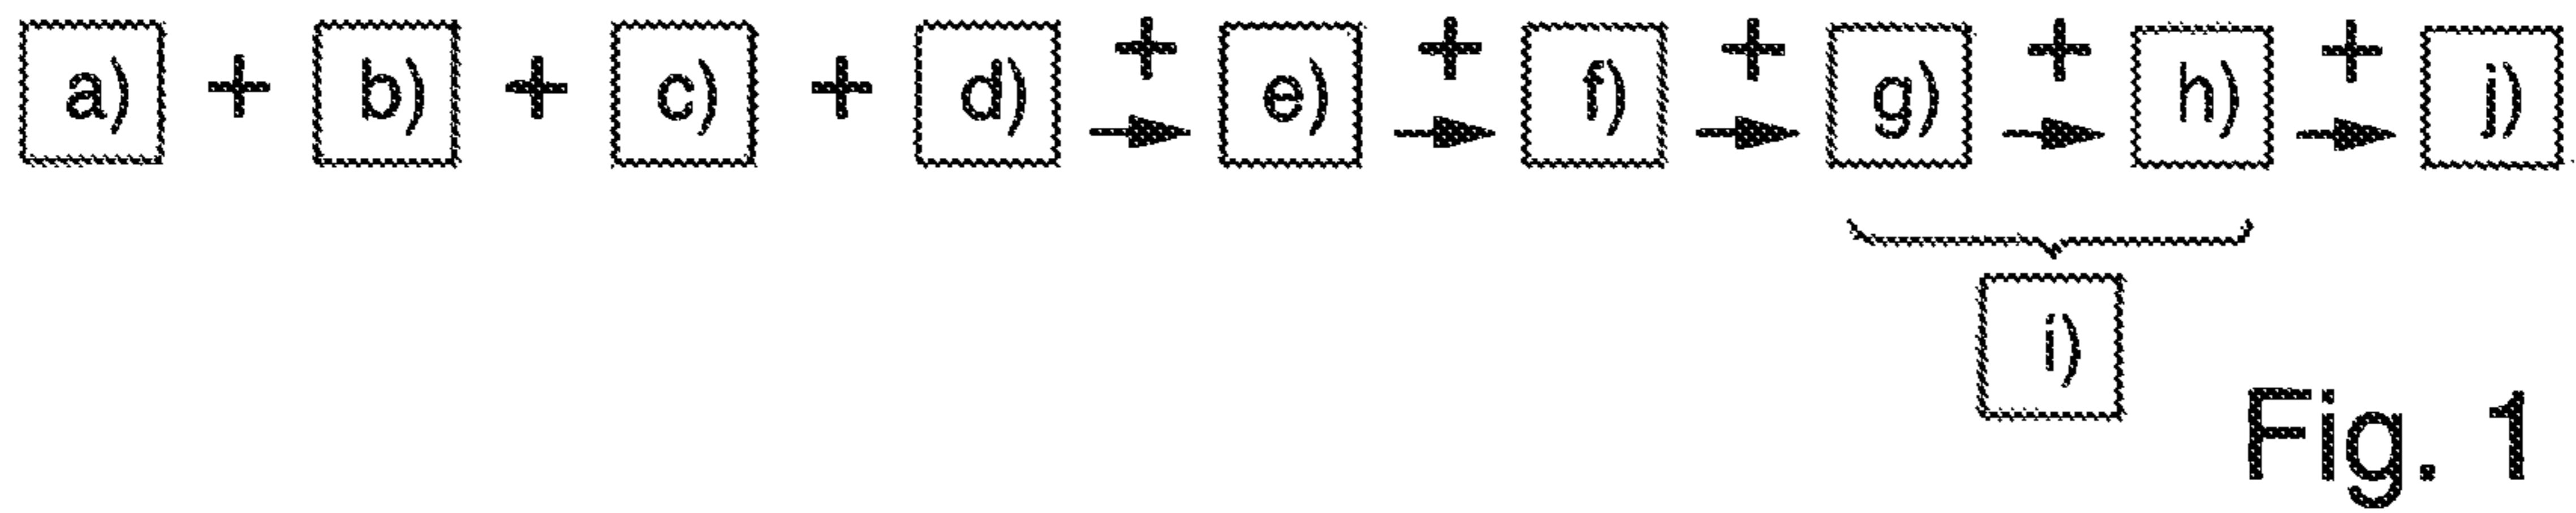 a) + b) + c) + d) + e) + f) + g) + h) + j)
i)
Fig. 1